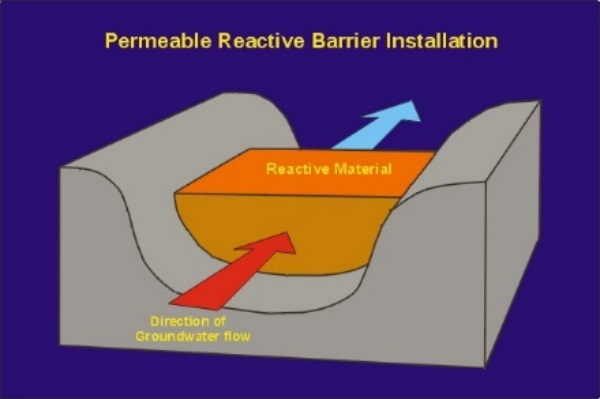 Permeable Reactive Barrier Installation
Reactive Material
Direction of
Groundwater flow